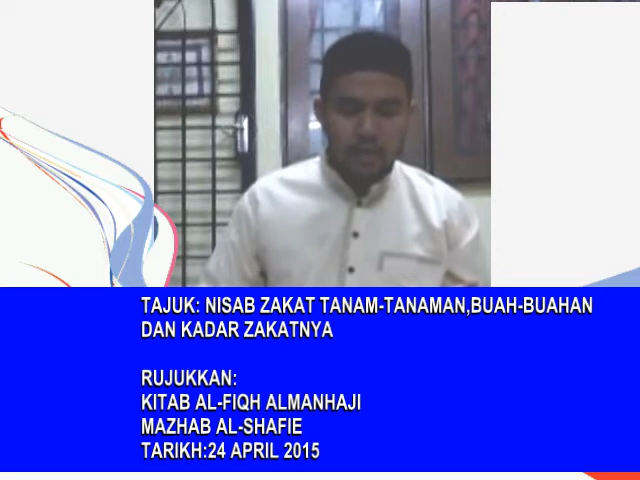 TAJUK: NISAB ZAKAT TANAM-TANAMAN,BUAH-BUAHAN
DAN KADAR ZAKATNYA
RUJUKKAN:
KITAB AL-FIQH ALMANHAJI
MAZHAB AL-SHAFIE
TARIKH:24 APRIL 2015